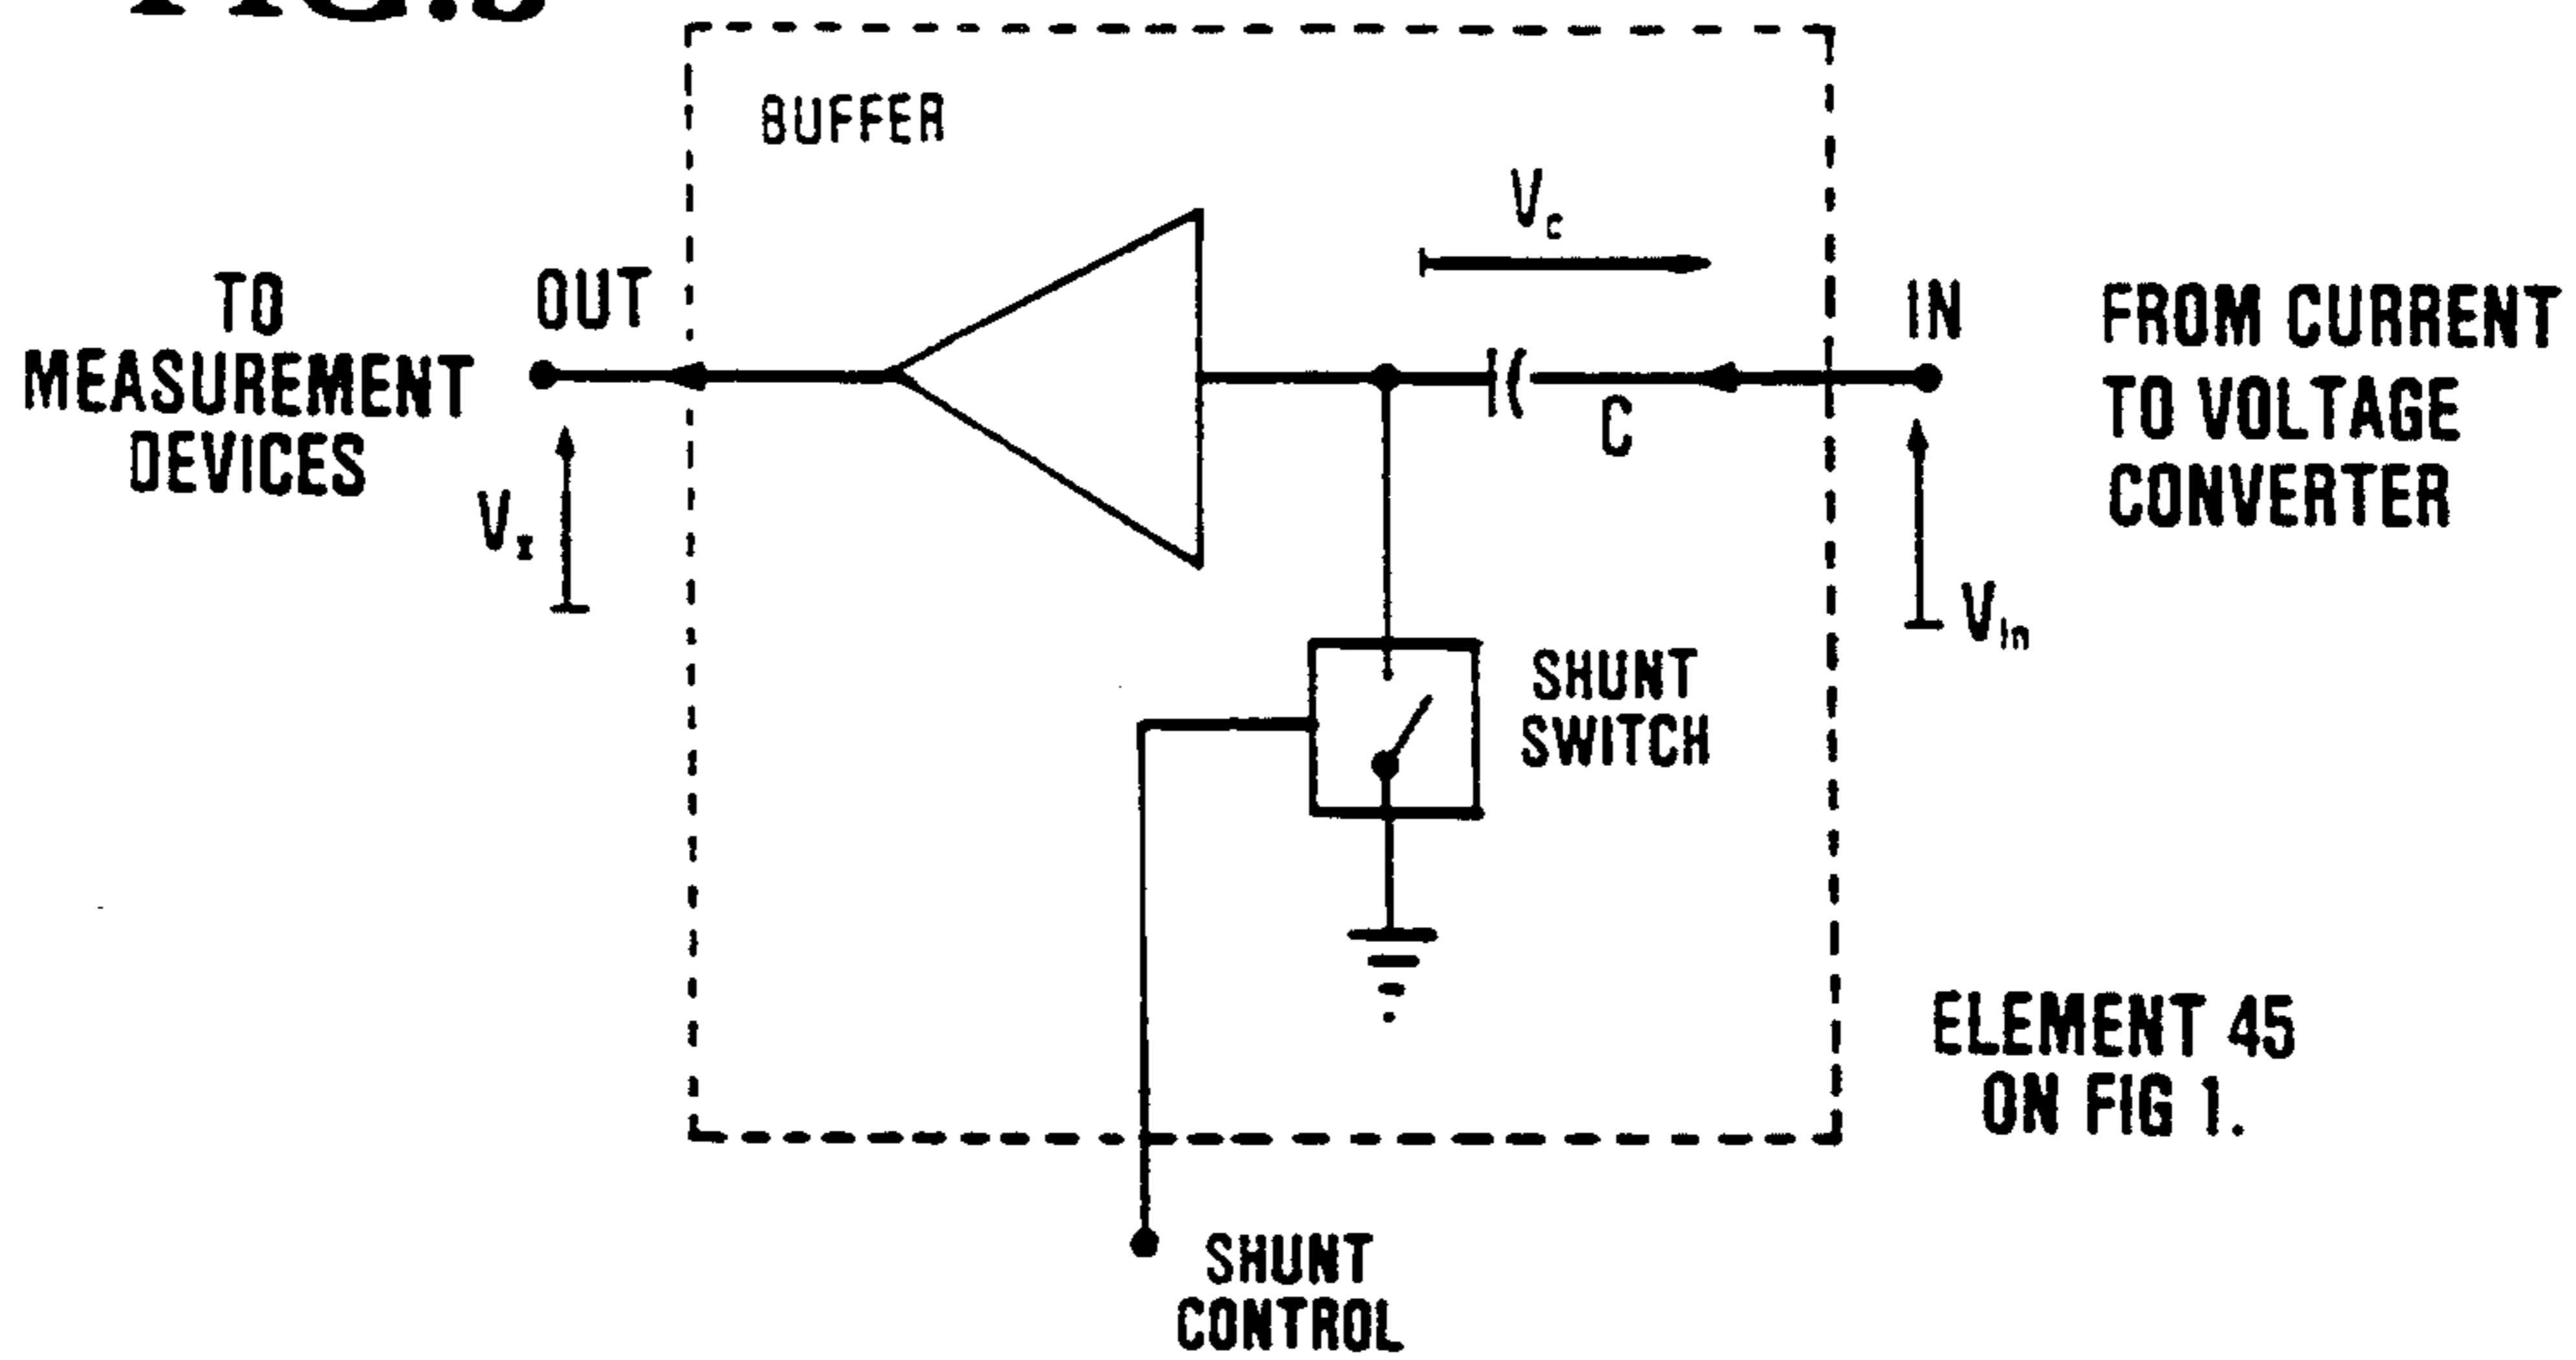 BUFFER
V_c
TO
MEASUREMENT
DEVICES
OUT
V_I
IN
FROM CURRENT
TO VOLTAGE
CONVERTER
C
V_in
SHUNT
SWITCH
ELEMENT 45
ON FIG 1.
SHUNT
CONTROL